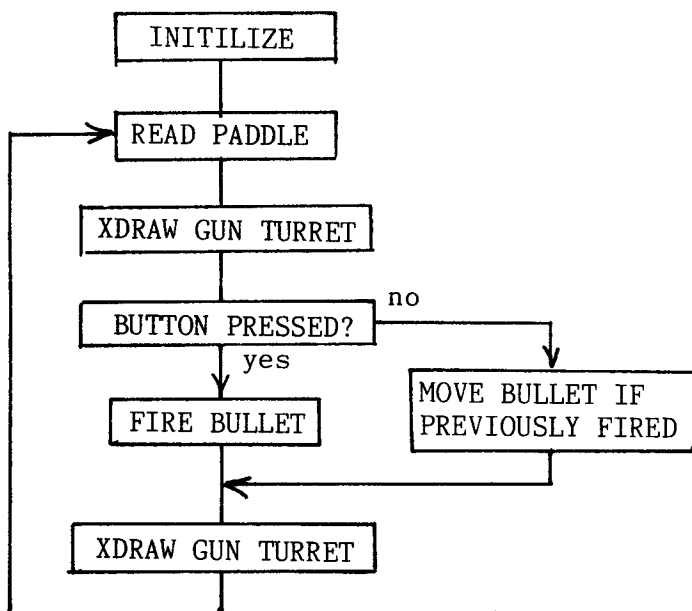 INITILIZE
READ PADDLE
XDRAW GUN TURRET
BUTTON PRESSED?
no
yes
FIRE BULLET
MOVE BULLET IF
PREVIOUSLY FIRED
XDRAW GUN TURRET